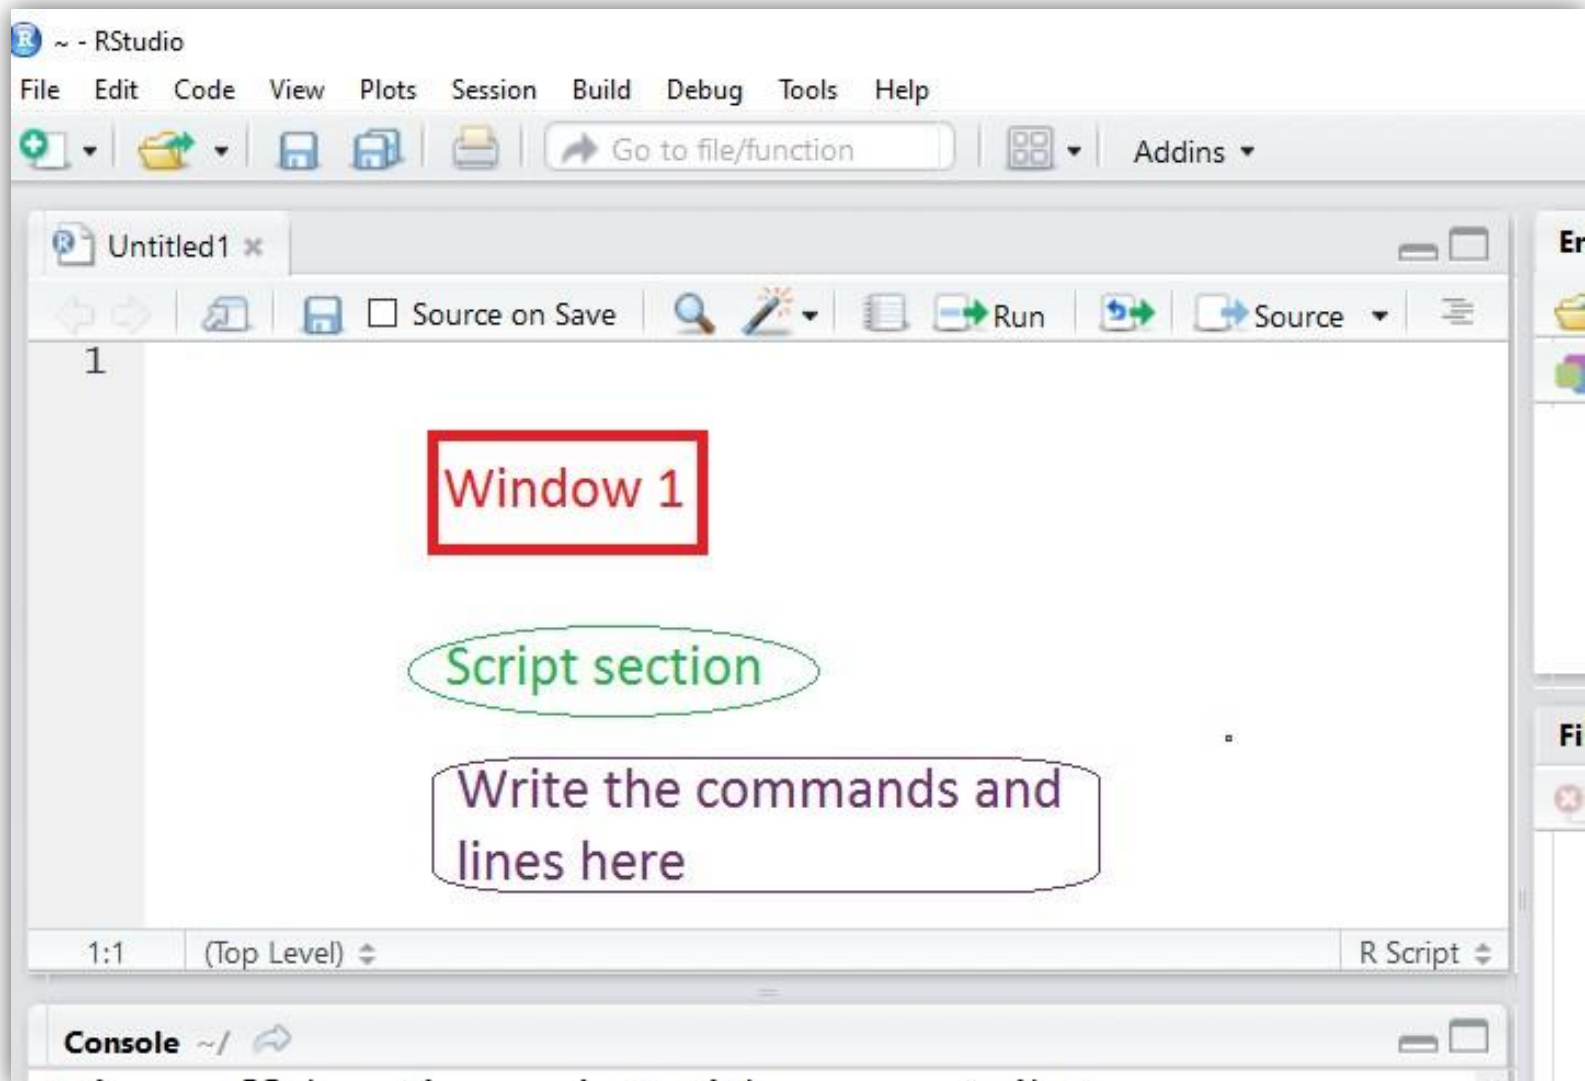 ~ - RStudio
File Edit Code View Plots Session Build Debug Tools Help
Go to file/function Addins
Untitled1
Source on Save Run Source
1
Window 1
Script section
Write the commands and
lines here
1:1 (Top Level) R Script
Console ~/